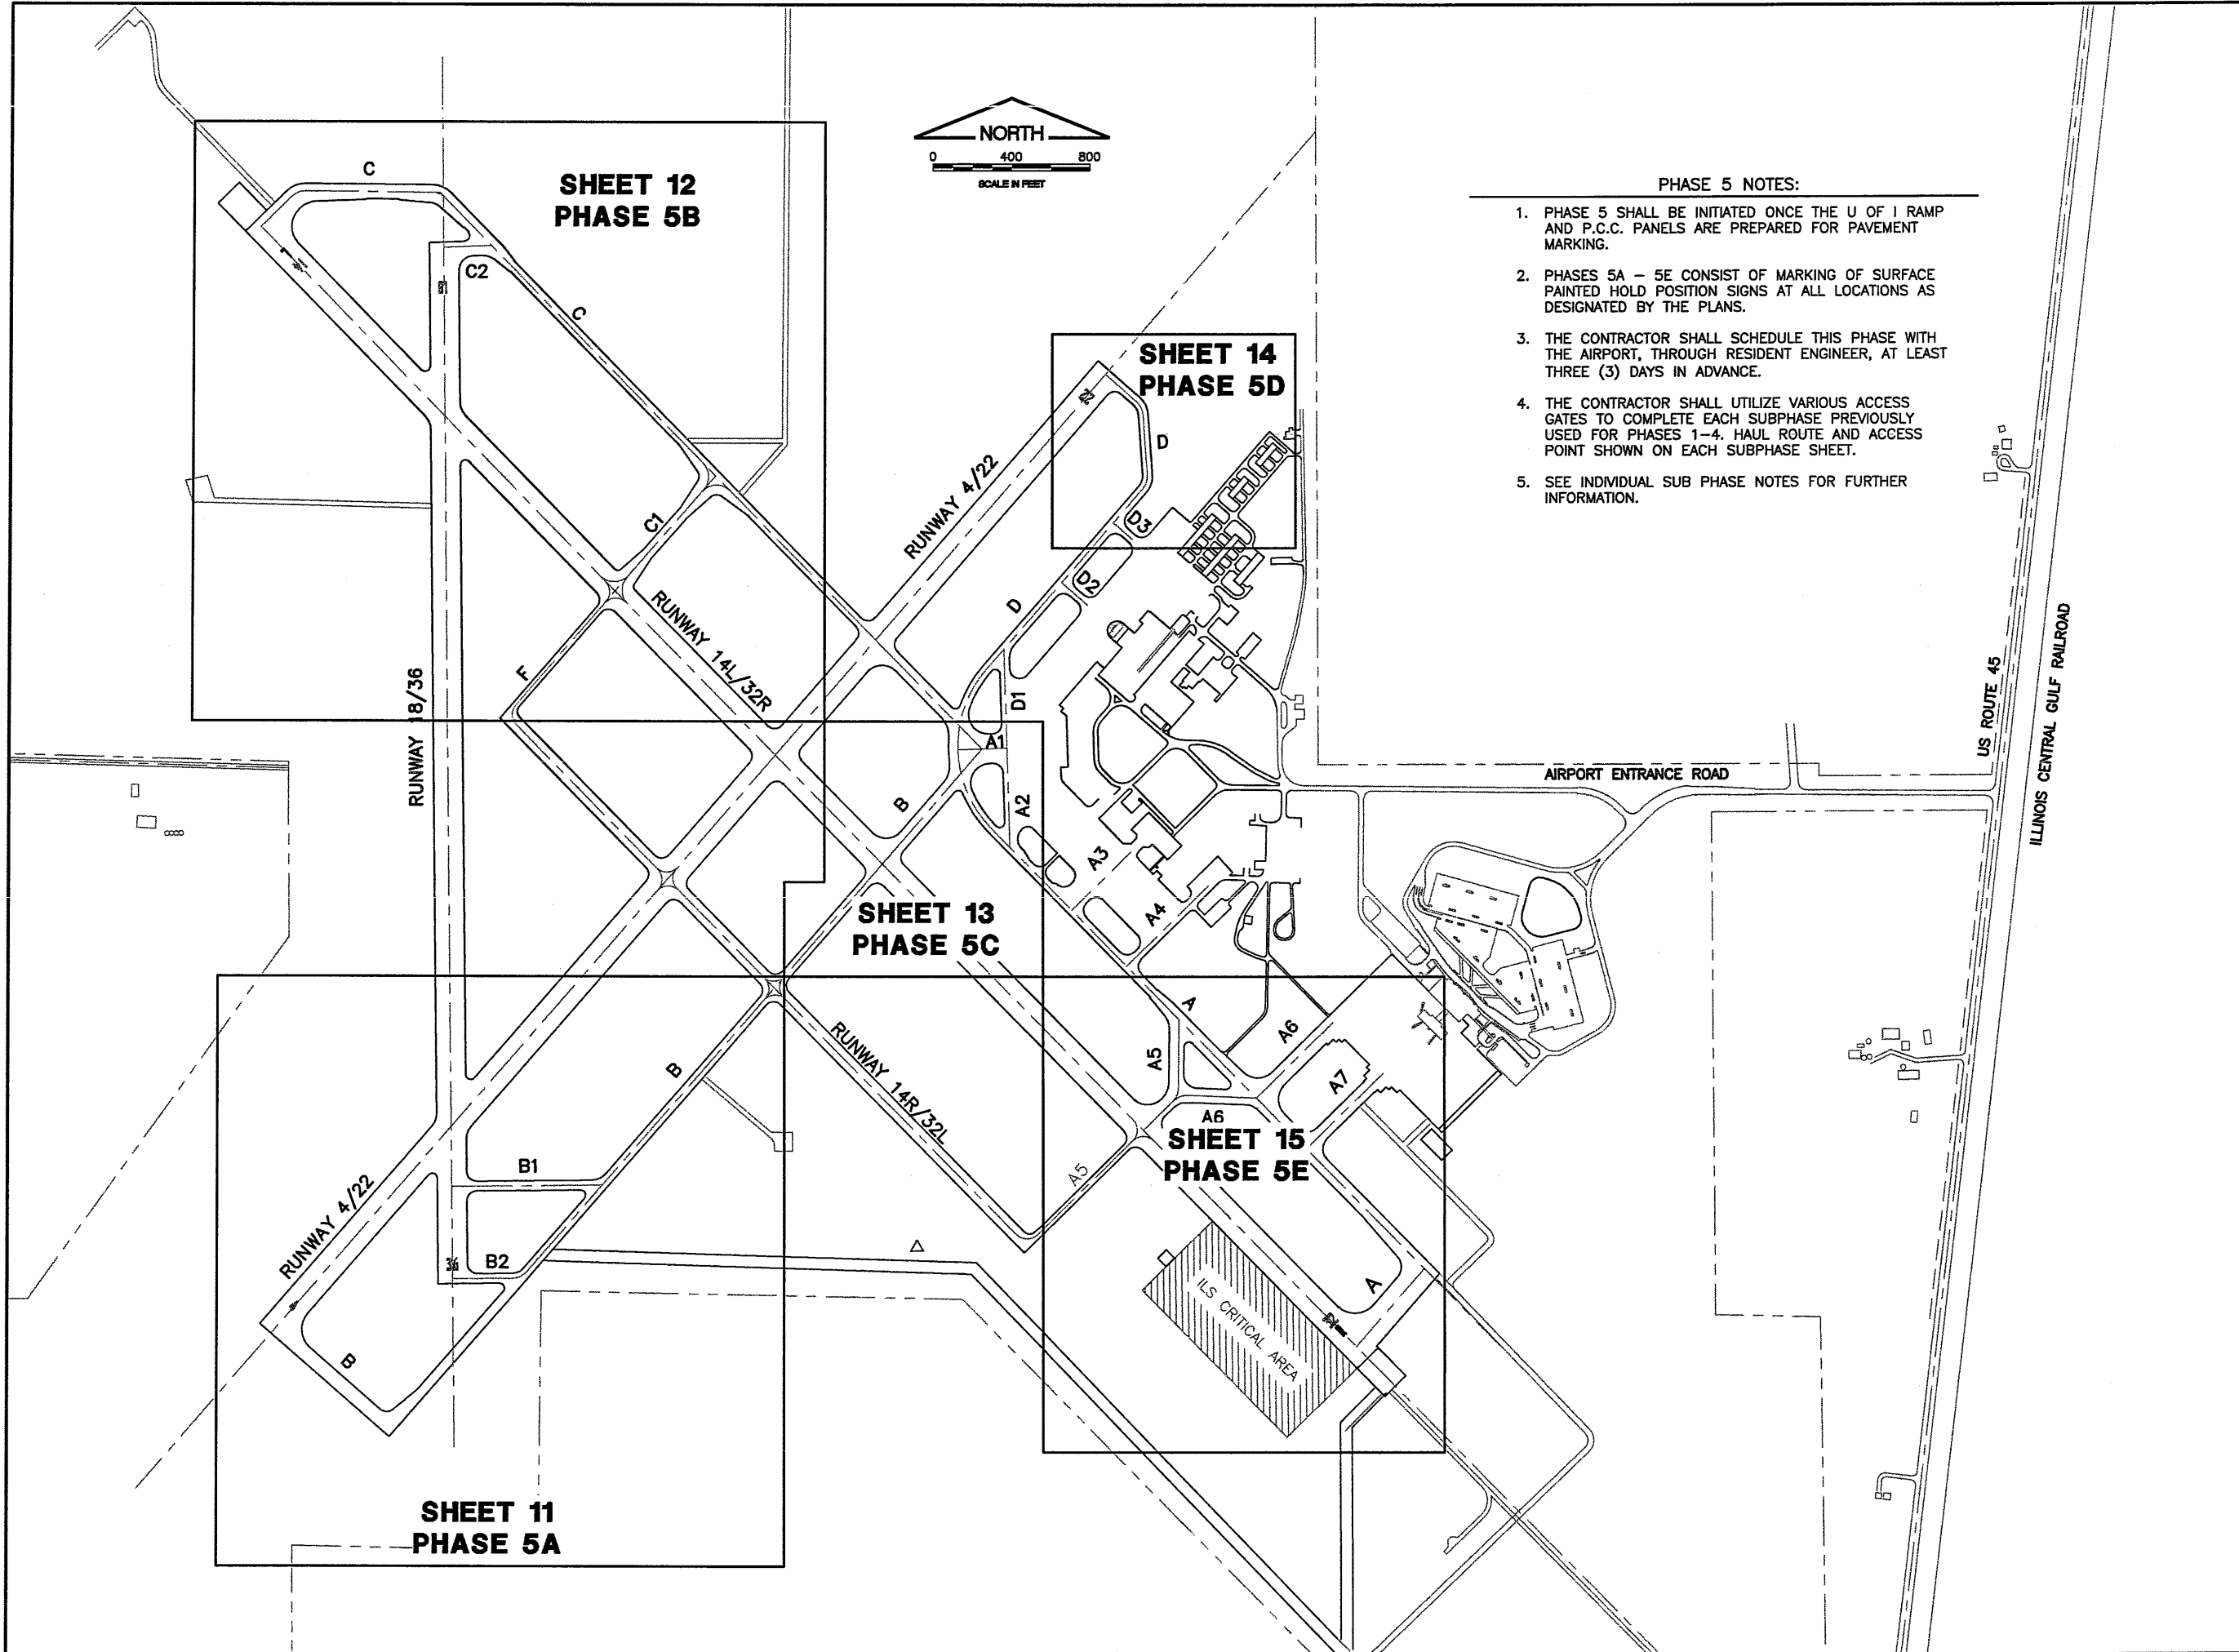 NORTH
0 400 800
SCALE IN FEET
SHEET 12
PHASE 5B
C
C2
C
C1
F
RUNWAY 14L/32R
RUNWAY 18/36
RUNWAY 4/22
SHEET 14
PHASE 5D
22
D
D3
D2
D
D1
PHASE 5 NOTES:
1. PHASE 5 SHALL BE INITIATED ONCE THE U OF I RAMP
AND P.C.C. PANELS ARE PREPARED FOR PAVEMENT
MARKING.
2. PHASES 5A – 5E CONSIST OF MARKING OF SURFACE
PAINTED HOLD POSITION SIGNS AT ALL LOCATIONS AS
DESIGNATED BY THE PLANS.
3. THE CONTRACTOR SHALL SCHEDULE THIS PHASE WITH
THE AIRPORT, THROUGH RESIDENT ENGINEER, AT LEAST
THREE (3) DAYS IN ADVANCE.
4. THE CONTRACTOR SHALL UTILIZE VARIOUS ACCESS
GATES TO COMPLETE EACH SUBPHASE PREVIOUSLY
USED FOR PHASES 1–4. HAUL ROUTE AND ACCESS
POINT SHOWN ON EACH SUBPHASE SHEET.
5. SEE INDIVIDUAL SUB PHASE NOTES FOR FURTHER
INFORMATION.
US ROUTE 45
ILLINOIS CENTRAL GULF RAILROAD
AIRPORT ENTRANCE ROAD
A1
A2
B
A3
A4
SHEET 13
PHASE 5C
A
A6
A5
A7
A6
SHEET 15
PHASE 5E
A5
RUNWAY 14R/32L
B
B1
B2
36
RUNWAY 4/22
4
B
A
ILS CRITICAL AREA
SHEET 11
PHASE 5A